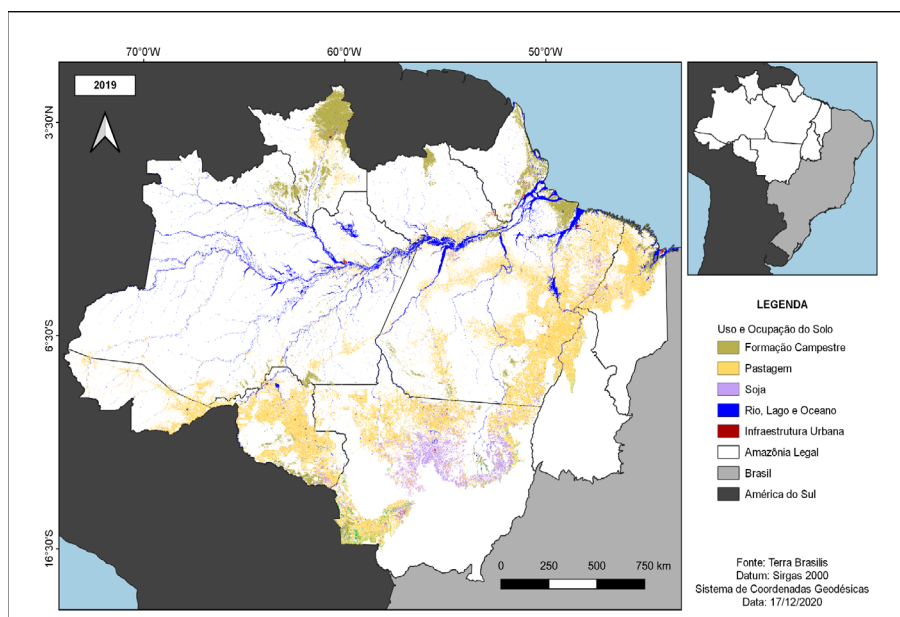 70°0'W
60°0'W
50°0'W
2019
3°30'N
6°30'S
16°30'S
0
250
500
750 km
LEGENDA
Uso e Ocupação do Solo
Formação Campestre
Pastagem
Soja
Rio, Lago e Oceano
Infraestrutura Urbana
Amazônia Legal
Brasil
América do Sul
Fonte: Terra Brasilis
Datum: Sirgas 2000
Sistema de Coordenadas Geodésicas
Data: 17/12/2020